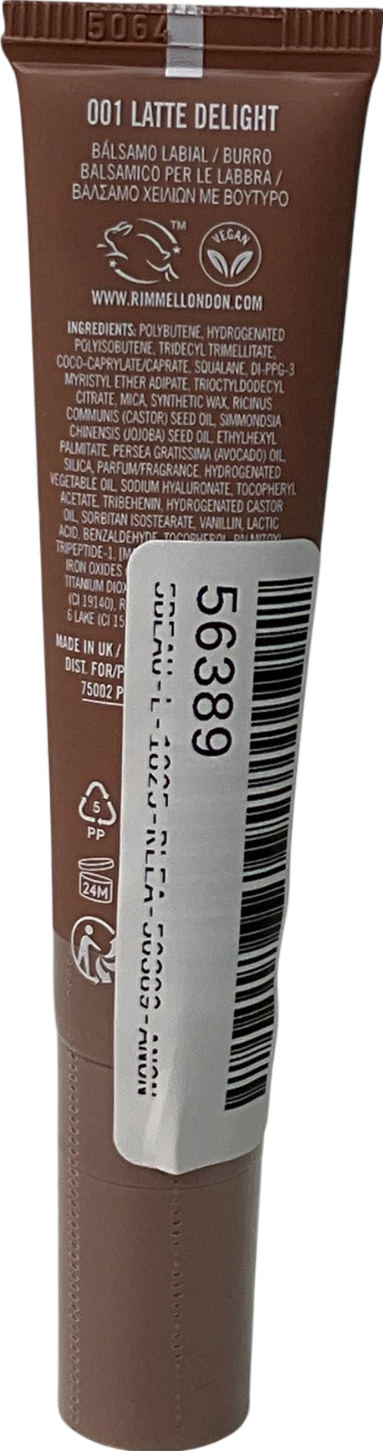 5064
001 LATTE DELIGHT
BÁLSAMO LABIAL / BURRO
BALSAMICO PER LE LABBRA /
ΒΑΛΣΑΜΟ ΧΕΙΛΙΩΝ ΜΕ ΒΟΥΤΥΡΟ
TM
VEGAN
WWW.RIMMELLONDON.COM
INGREDIENTS: POLYBUTENE, HYDROGENATED
POLYISOBUTENE, TRIDECYL TRIMELLITATE,
COCO-CAPRYLATE/CAPRATE, SQUALANE, DI-PPG-3
MYRISTYL ETHER ADIPATE, TRIOCTYLDODECYL
CITRATE, MICA, SYNTHETIC WAX, RICINUS
COMMUNIS (CASTOR) SEED OIL, SIMMONDSIA
CHINENSIS (JOJOBA) SEED OIL, ETHYLHEXYL
PALMITATE, PERSEA GRATISSIMA (AVOCADO) OIL,
SILICA, PARFUM/FRAGRANCE, HYDROGENATED
VEGETABLE OIL, SODIUM HYALURONATE, TOCOPHERYL
ACETATE, TRIBEHENIN, HYDROGENATED CASTOR
OIL, SORBITAN ISOSTEARATE, VANILLIN, LACTIC
ACID, BENZALDEHYDE, TOCOPHEROL, PALMITOYL
TRIPEPTIDE-1, [M
IRON OXIDES
TITANIUM DIOX
(CI 19140), R
6 LAKE (CI 15
MADE IN UK /
DIST. FOR/P
75002 P
5
PP
24M
56389
SBEAU-L-1025-RLEA-56389-ANON